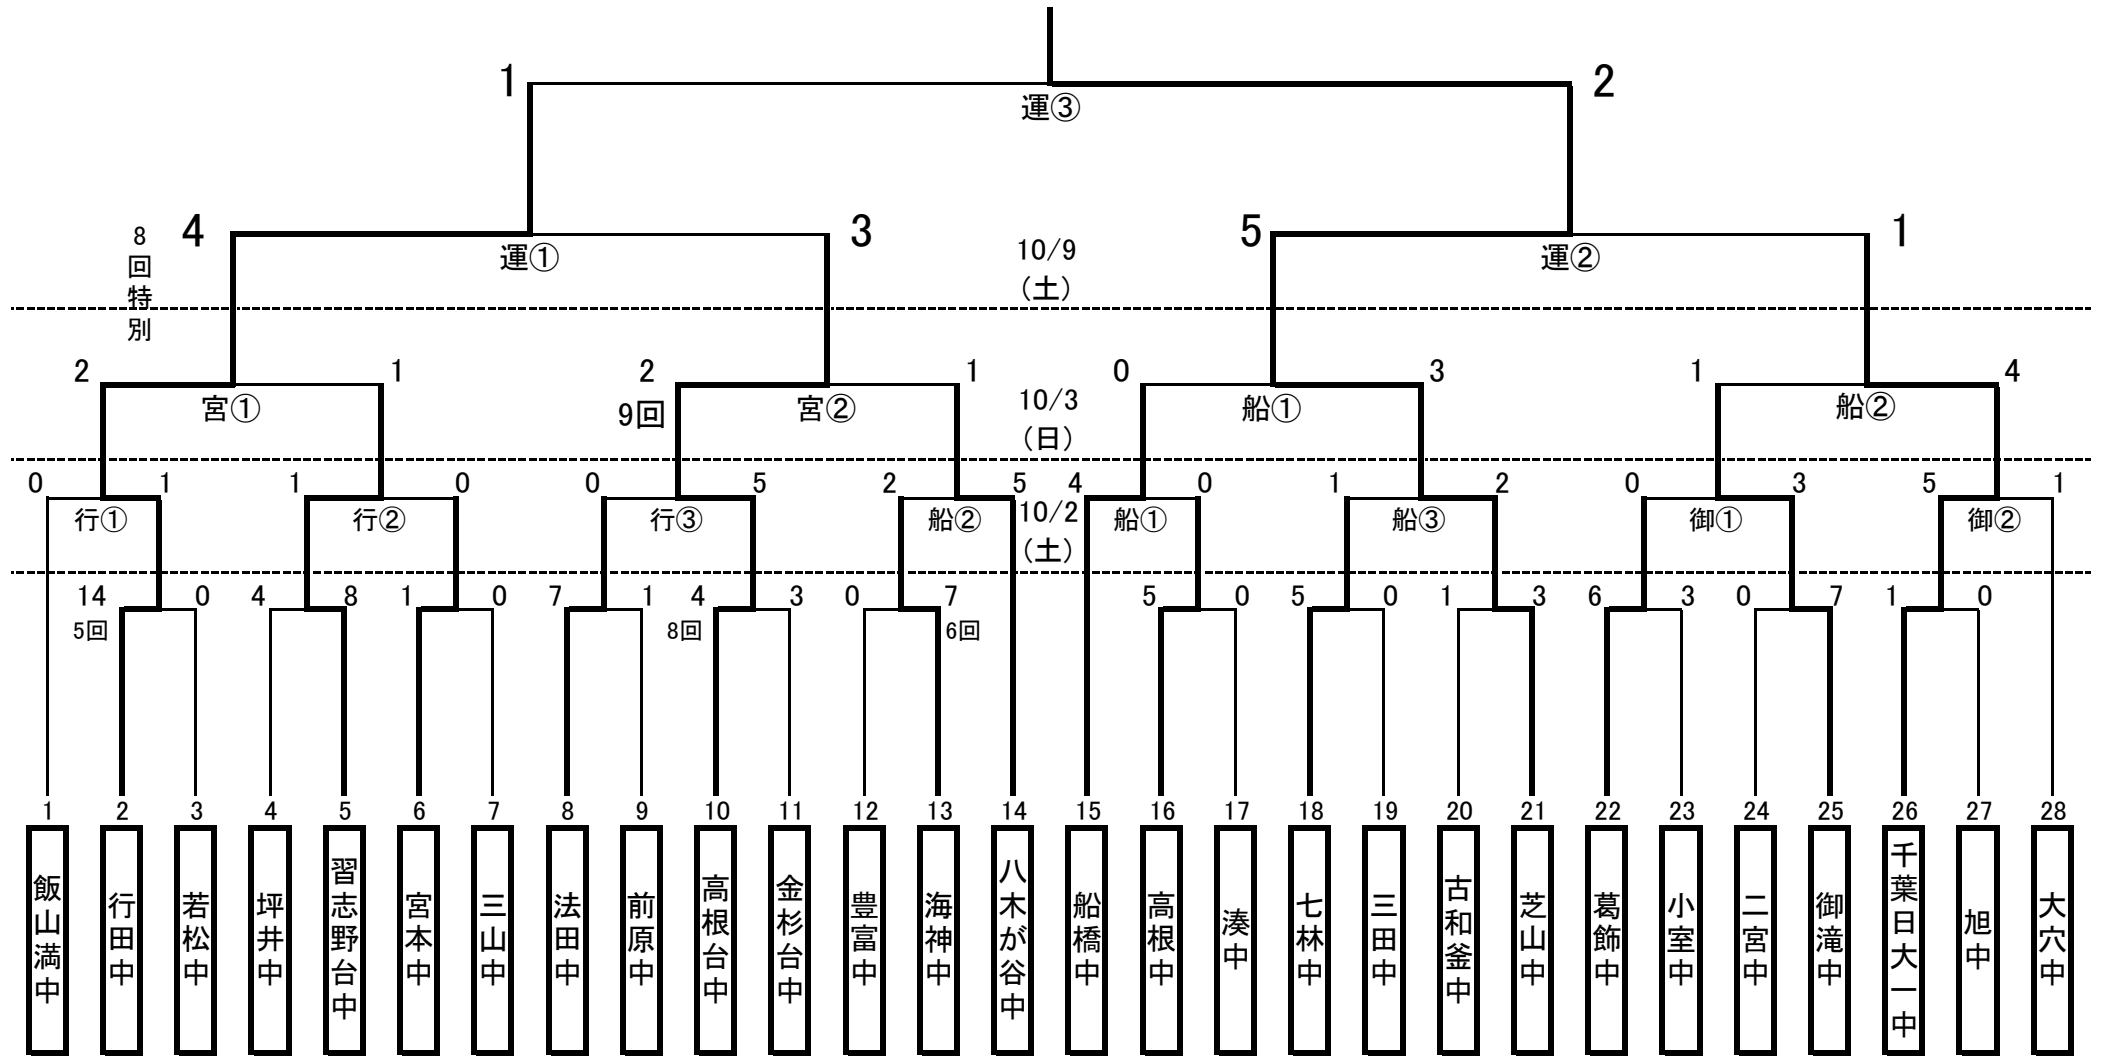 1
2
運③
8回特別
4
3
5
1
運①
10/9
(土)
運②
2
1
2
1
0
3
1
4
宮①
9回
宮②
10/3
(日)
船①
船②
0
1
1
0
0
5
2
5
4
0
1
2
0
3
5
1
行①
行②
行③
船②
10/2
(土)
船①
船③
御①
御②
14
0
4
8
1
0
7
1
4
3
0
7
5
0
5
0
1
3
6
3
0
7
1
0
5回
8回
6回
1 2 3 4 5 6 7 8 9 10 11 12 13 14 15 16 17 18 19 20 21 22 23 24 25 26 27 28
飯山満中
行田中
若松中
坪井中
習志野台中
宮本中
三山中
法田中
前原中
高根台中
金杉台中
豊富中
海神中
八木が谷中
船橋中
高根中
湊中
七林中
三田中
古和釜中
芝山中
葛飾中
小室中
二宮中
御滝中
千葉日大一中
旭中
大穴中